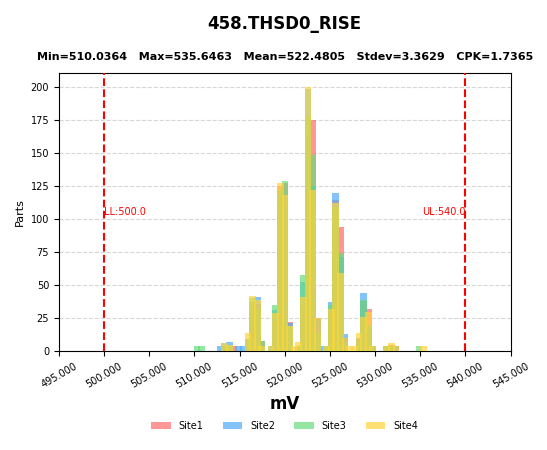 458.THSD0_RISE
Min=510.0364 Max=535.6463 Mean=522.4805 Stdev=3.3629 CPK=1.7365
200
175
150
125
100
75
50
25
0
Parts
LL:500.0
UL:540.0
495.000 500.000 505.000 510.000 515.000 520.000 525.000 530.000 535.000 540.000 545.000
mV
Site1 Site2 Site3 Site4